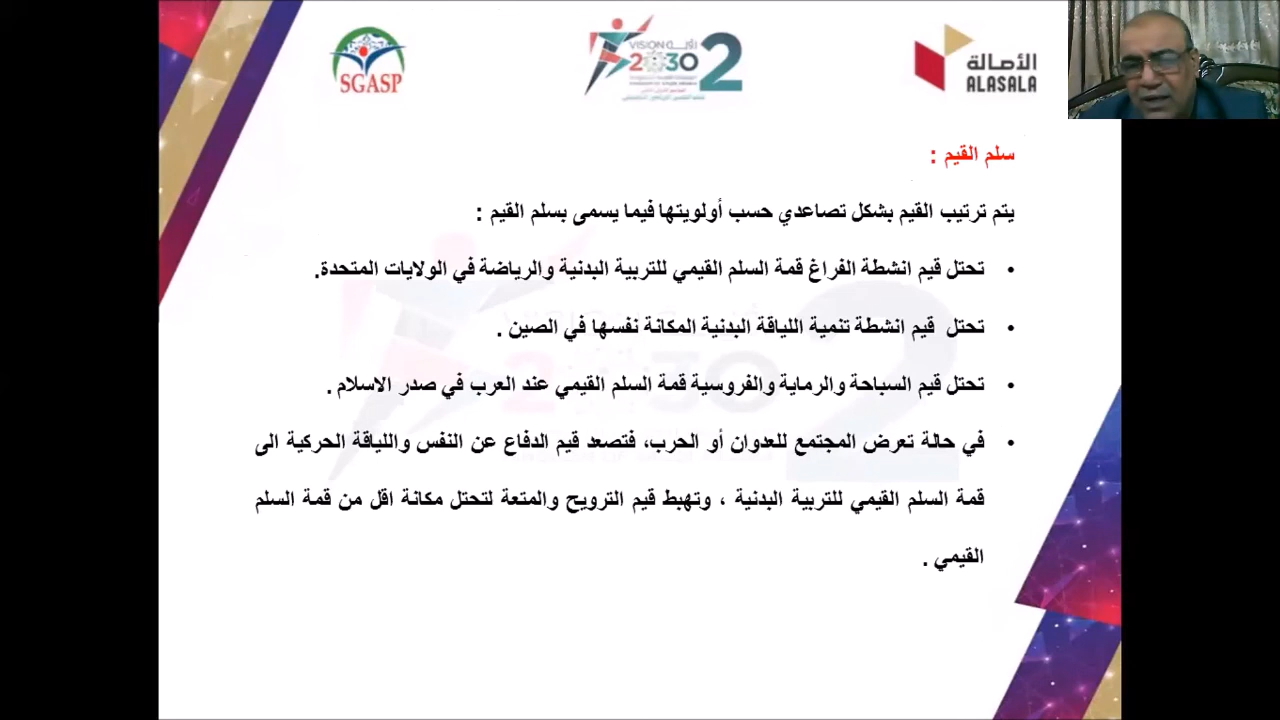 SGASP
VISION رؤية
2030
2
الأصالة
ALASALA
سلم القيم :
يتم ترتيب القيم بشكل تصاعدي حسب أولويتها فيما يسمى بسلم القيم :
• تحتل قيم انشطة الفراغ قمة السلم القيمي للتربية البدنية والرياضة في الولايات المتحدة.
• تحتل قيم انشطة تنمية اللياقة البدنية المكانة نفسها في الصين .
• تحتل قيم السباحة والرماية والفروسية قمة السلم القيمي عند العرب في صدر الاسلام .
• في حالة تعرض المجتمع للعدوان أو الحرب، فتصعد قيم الدفاع عن النفس واللياقة الحركية الى
قمة السلم القيمي للتربية البدنية ، وتهبط قيم الترويح والمتعة لتحتل مكانة اقل من قمة السلم
القيمي .